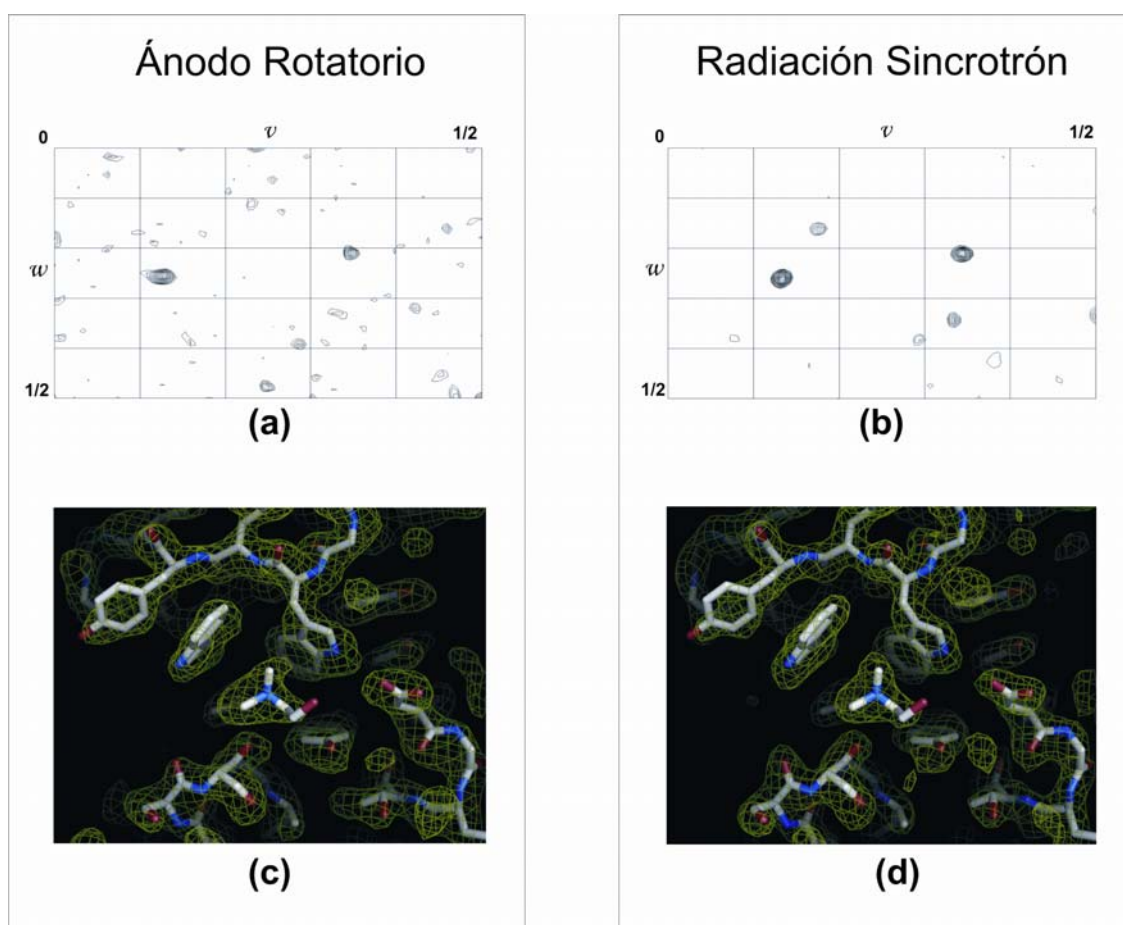 Ánodo Rotatorio
0 v 1/2
w
1/2
(a)
(c)
Radiación Sincrotrón
0 v 1/2
w
1/2
(b)
(d)